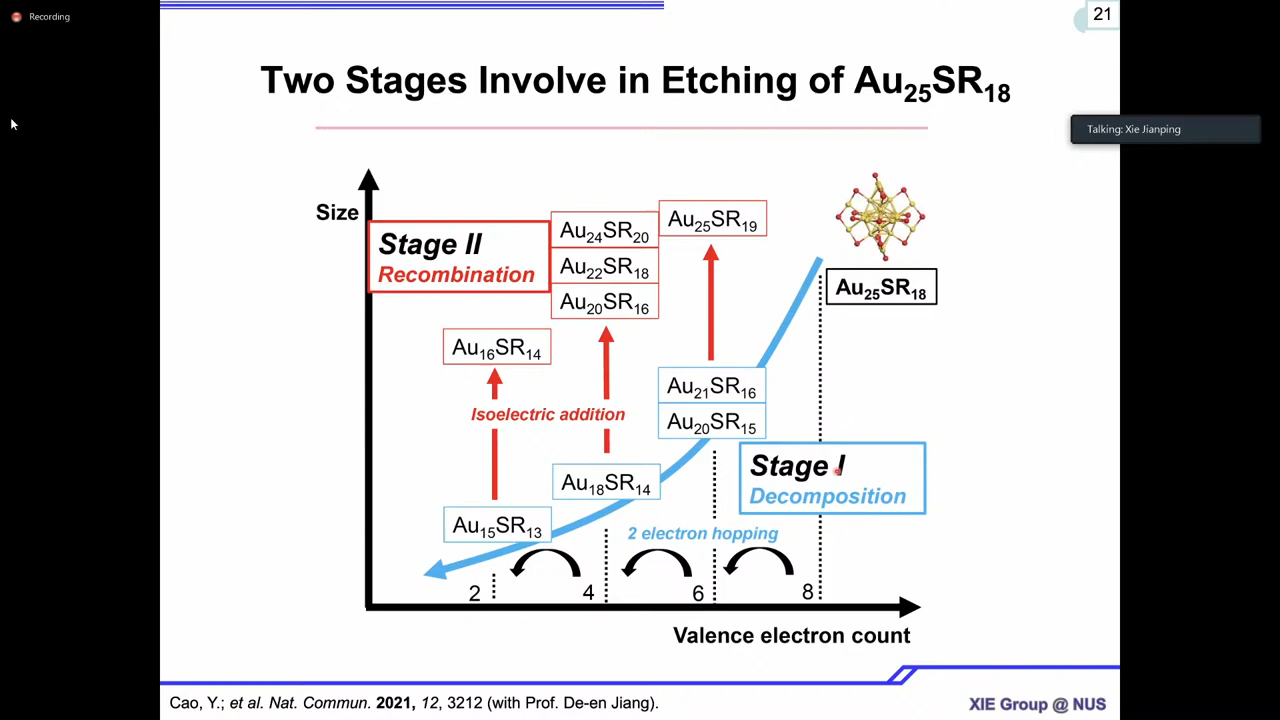 Recording
21
Two Stages Involve in Etching of Au25SR18
Talking: Xie Jianping
Size
Stage II
Recombination
Au24SR20
Au22SR18
Au20SR16
Au25SR19
Au25SR18
Au16SR14
Au21SR16
Au20SR15
Isoelectric addition
Stage I
Decomposition
Au18SR14
Au15SR13
2 electron hopping
2
4
6
8
Valence electron count
Cao, Y.; et al. Nat. Commun. 2021, 12, 3212 (with Prof. De-en Jiang).
XIE Group @ NUS